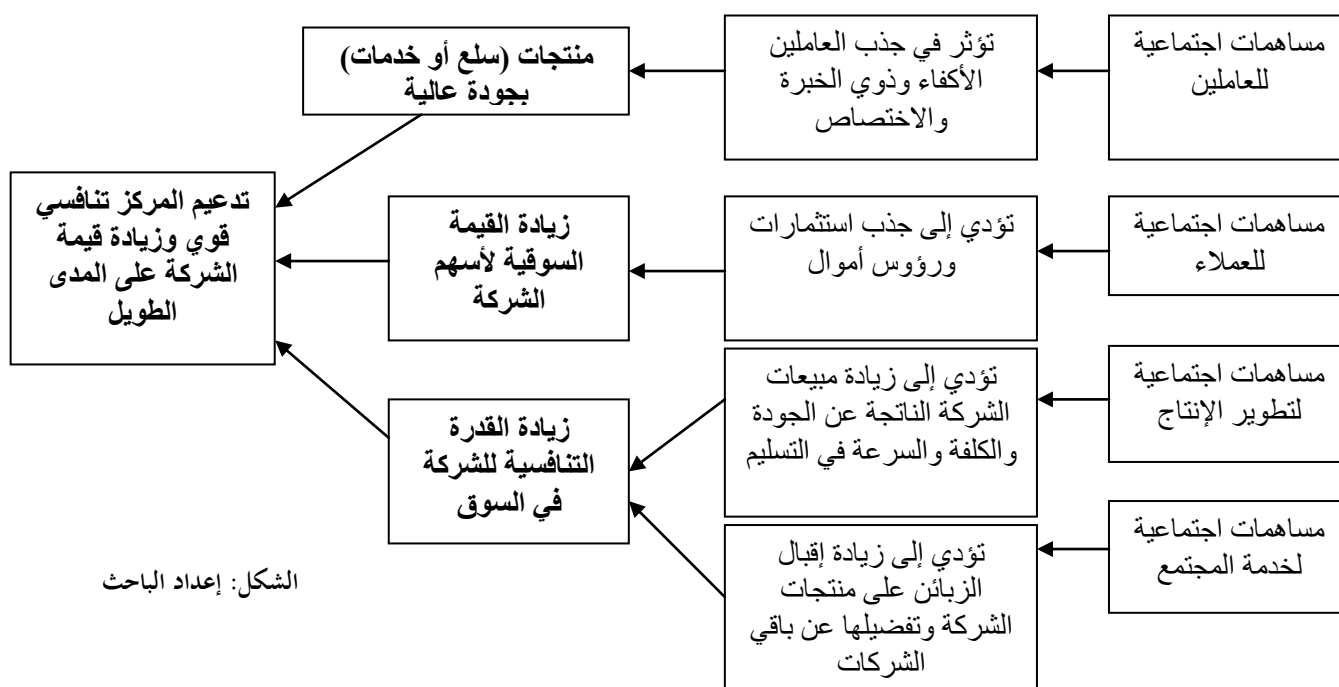 مساهمات اجتماعية
للعاملين
تؤثر في جذب العاملين
الأكفاء وذوي الخبرة
والاختصاص
منتجات (سلع أو خدمات)
بجودة عالية
مساهمات اجتماعية
للعملاء
تؤدي إلى جذب استثمارات
ورؤوس أموال
زيادة القيمة
السوقية لأسهم
الشركة
تدعيم المركز تنافسي
قوي وزيادة قيمة
الشركة على المدى
الطويل
مساهمات اجتماعية
لتطوير الإنتاج
تؤدي إلى زيادة مبيعات
الشركة الناتجة عن الجودة
والكلفة والسرعة في التسليم
زيادة القدرة
التنافسية للشركة
في السوق
مساهمات اجتماعية
لخدمة المجتمع
تؤدي إلى زيادة إقبال
الزبائن على منتجات
الشركة وتفضيلها عن باقي
الشركات
الشكل: إعداد الباحث